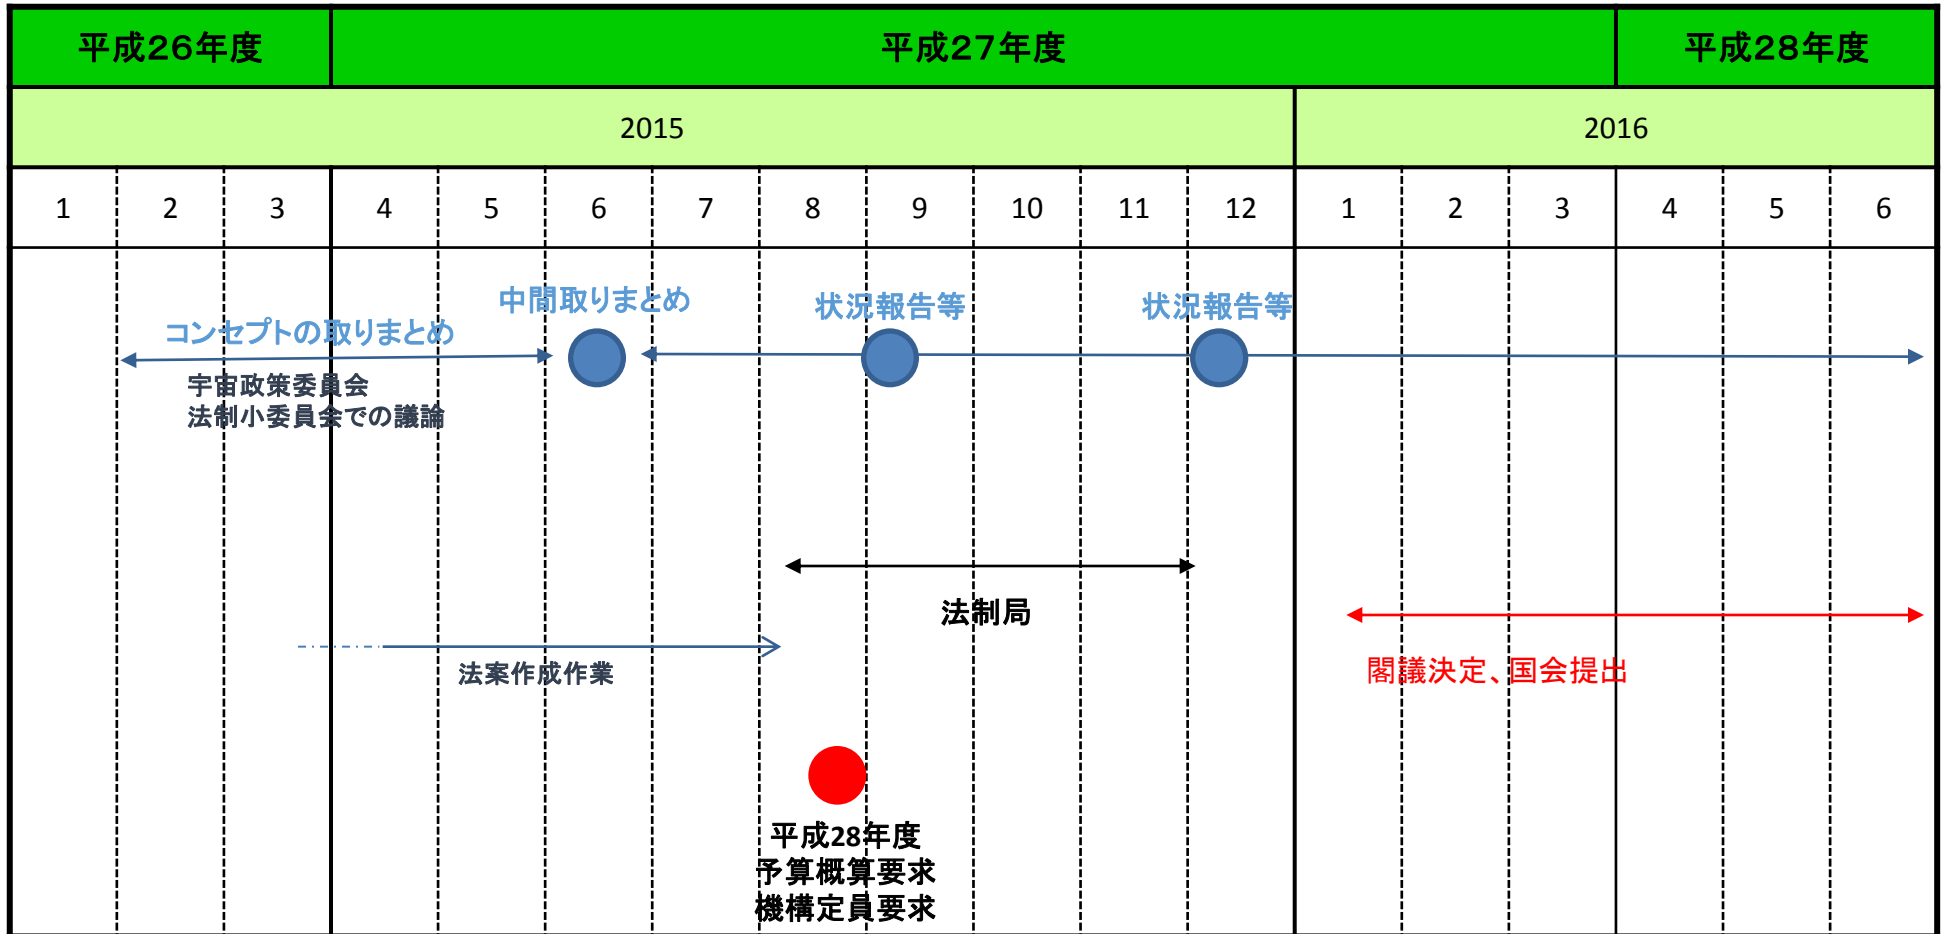 平成26年度 平成27年度 平成28年度
2015 2016
1 2 3 4 5 6 7 8 9 10 11 12 1 2 3 4 5 6
中間取りまとめ 状況報告等 状況報告等
コンセプトの取りまとめ
宇宙政策委員会
法制小委員会での議論
法制局
法案作成作業
閣議決定、国会提出
平成28年度
予算概算要求
機構定員要求